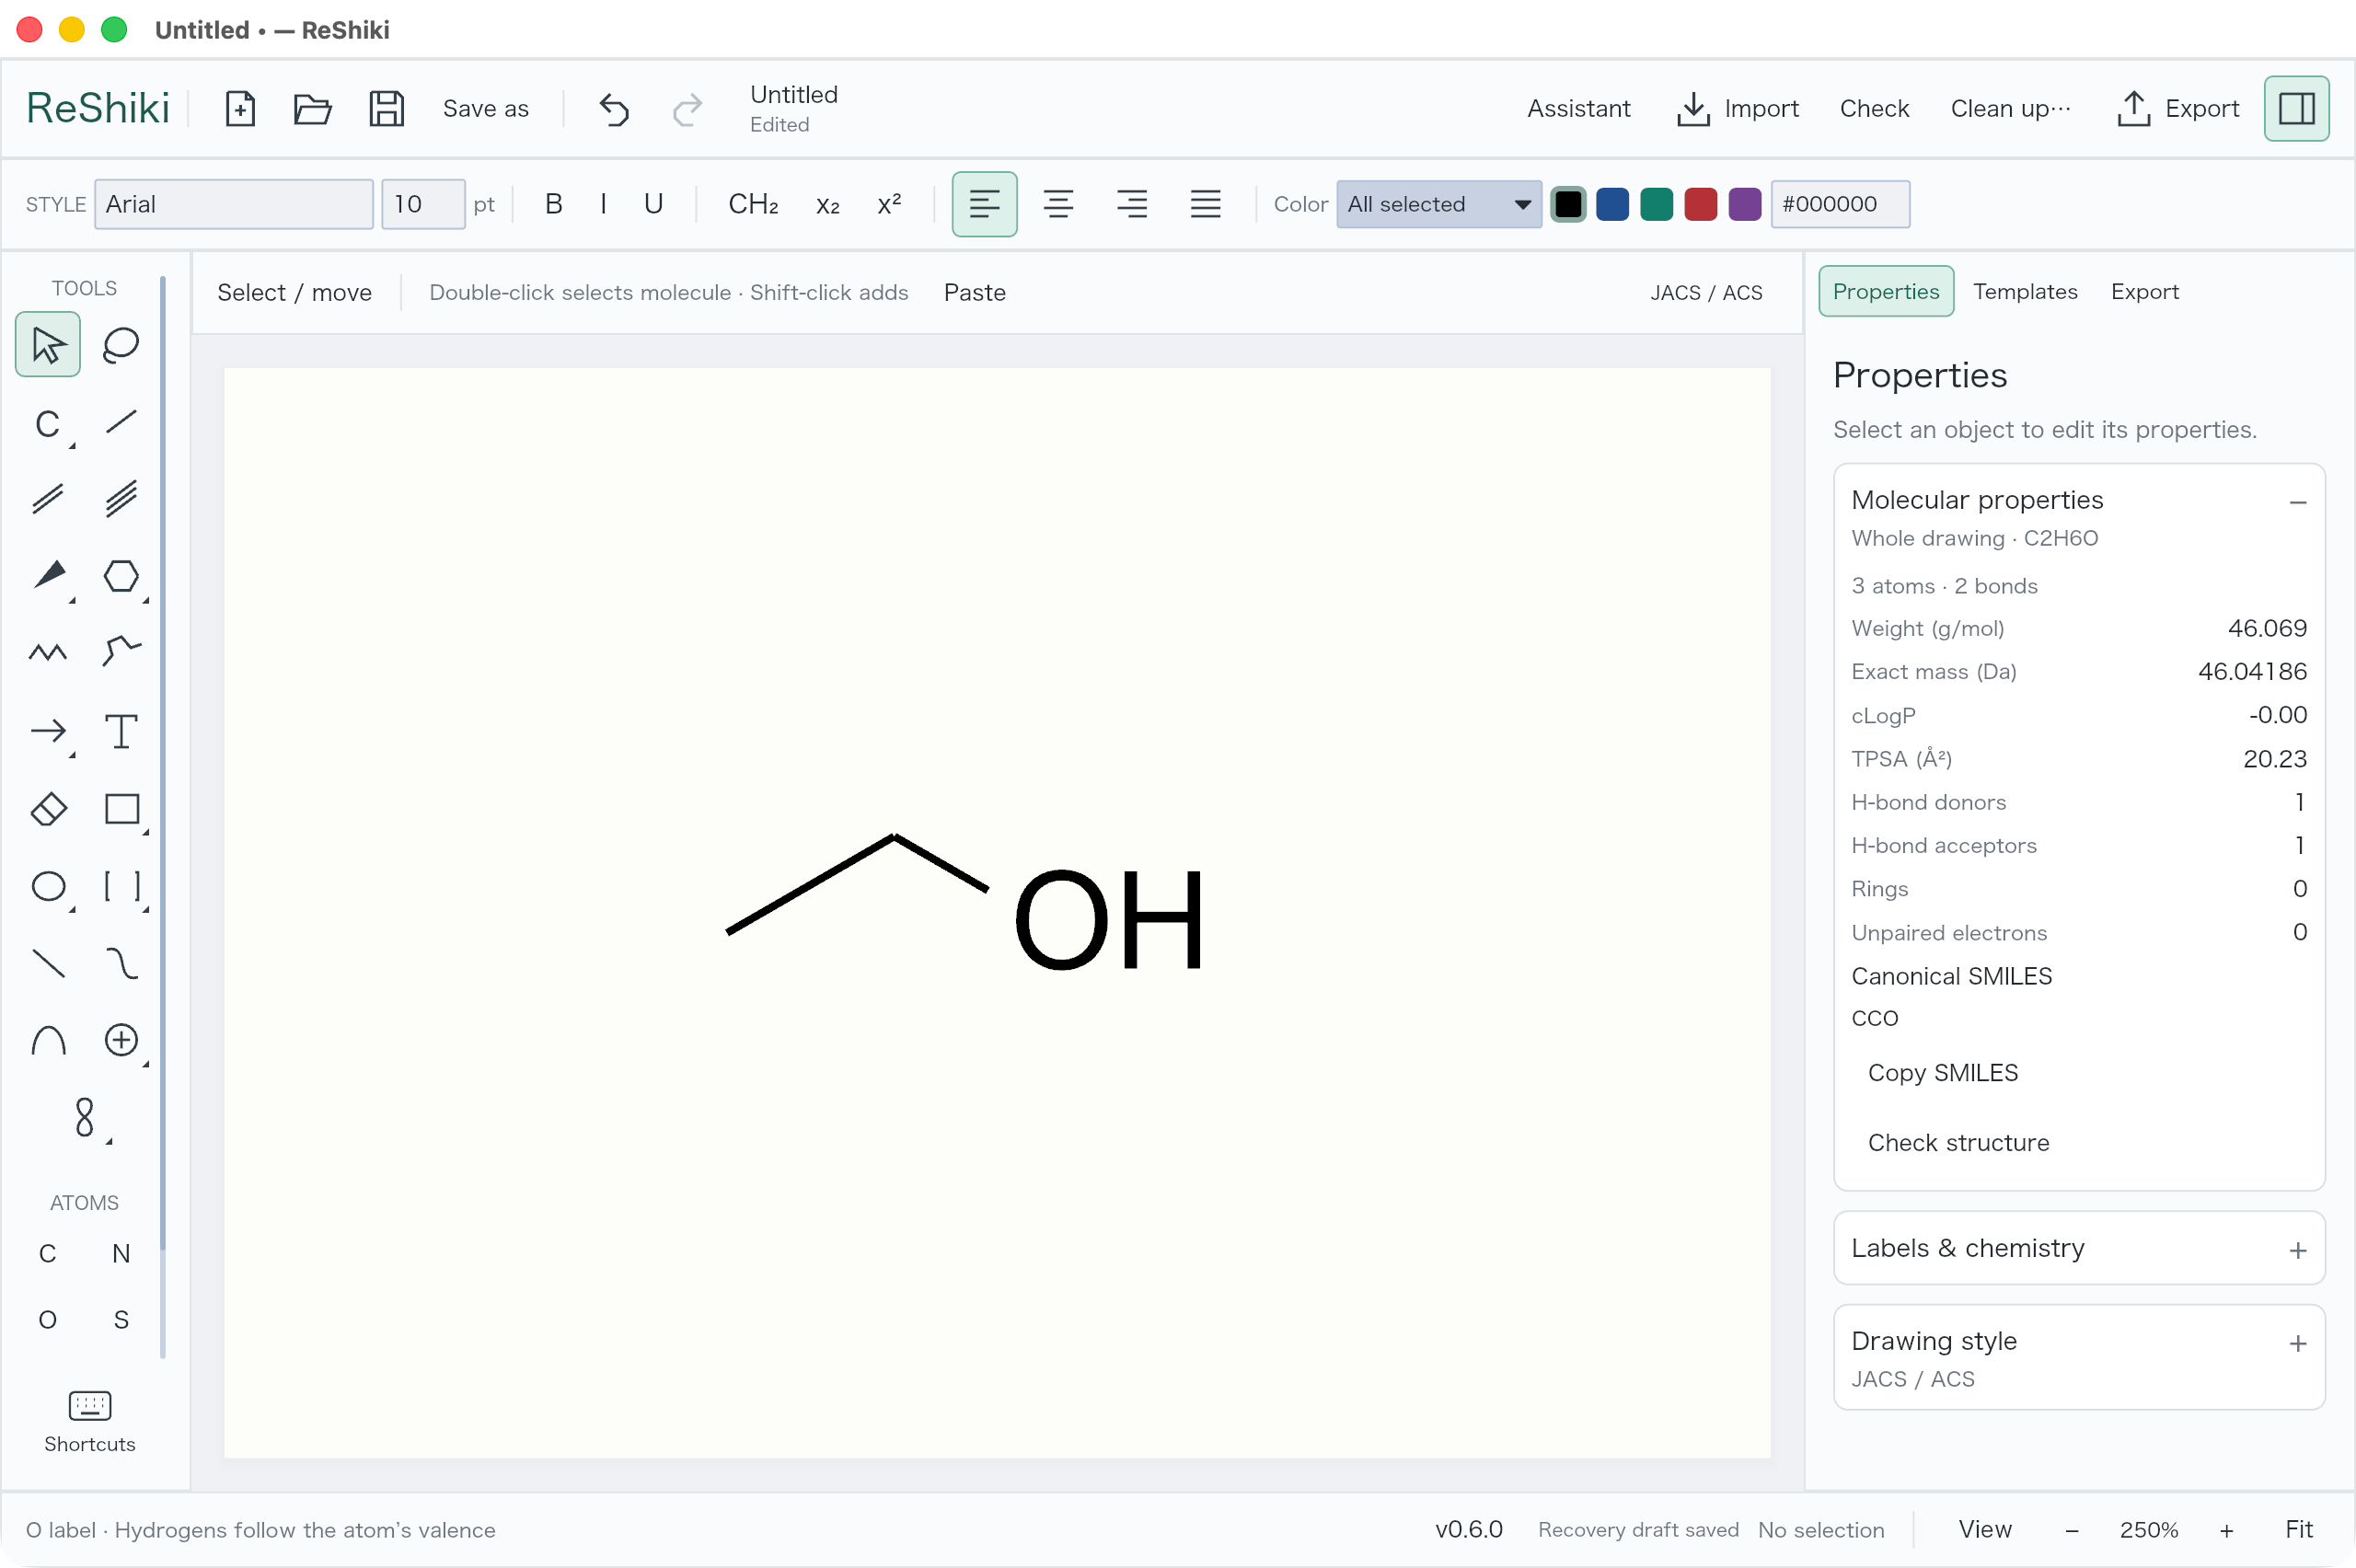 Untitled • — ReShiki
ReShiki
Save as
Untitled
Edited
Assistant
Import
Check
Clean up…
Export
STYLE
Arial
10
pt
B
I
U
CH₂
x₂
x²
Color
All selected
#000000
TOOLS
C
T
ATOMS
C N
O S
Shortcuts
Select / move
Double-click selects molecule · Shift-click adds
Paste
JACS / ACS
OH
Properties
Templates
Export
Properties
Select an object to edit its properties.
Molecular properties −
Whole drawing · C2H6O
3 atoms · 2 bonds
Weight (g/mol) 46.069
Exact mass (Da) 46.04186
cLogP -0.00
TPSA (Å²) 20.23
H-bond donors 1
H-bond acceptors 1
Rings 0
Unpaired electrons 0
Canonical SMILES
CCO
Copy SMILES
Check structure
Labels & chemistry +
Drawing style +
JACS / ACS
O label · Hydrogens follow the atom's valence
v0.6.0
Recovery draft saved
No selection
View
− 250% +
Fit